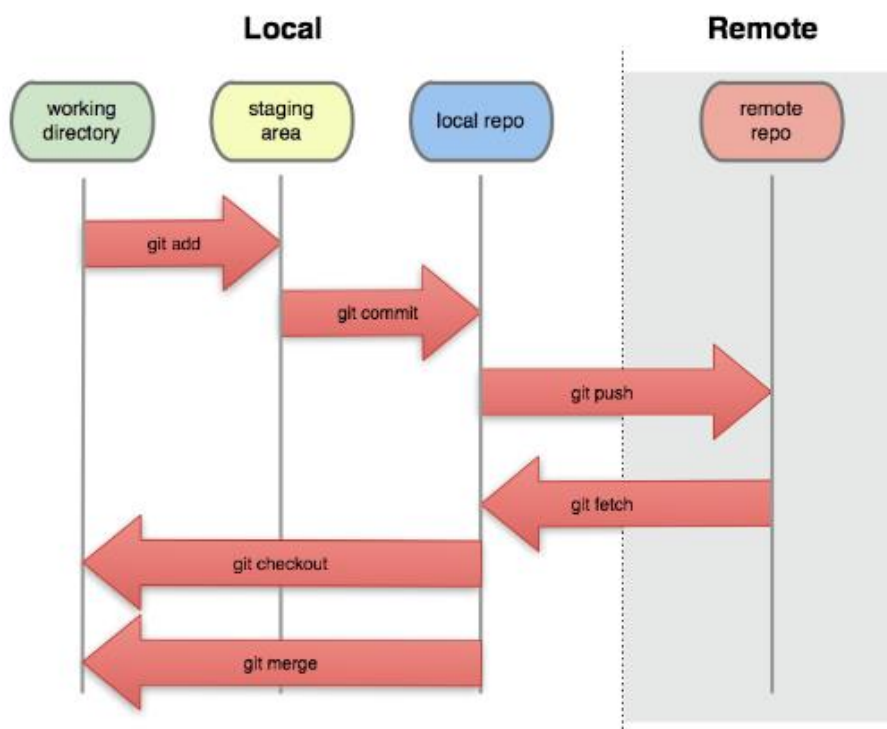 Local
Remote
working
directory
staging
area
local repo
remote
repo
git add
git commit
git push
git fetch
git checkout
git merge